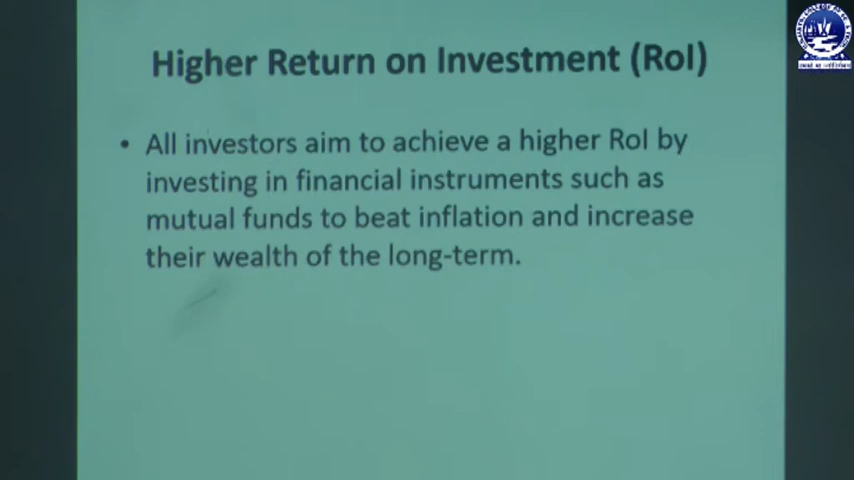 Higher Return on Investment (RoI)
• All investors aim to achieve a higher RoI by
investing in financial instruments such as
mutual funds to beat inflation and increase
their wealth of the long-term.